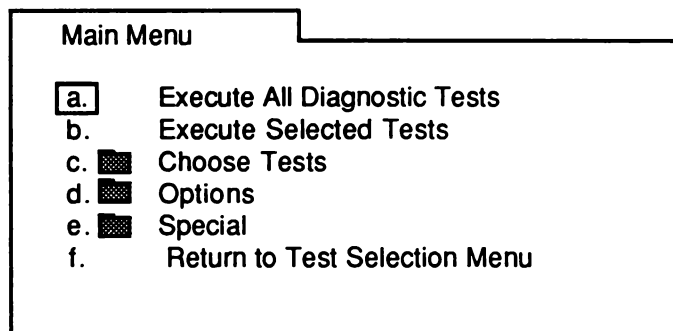 Main Menu
a. Execute All Diagnostic Tests
b. Execute Selected Tests
c. Choose Tests
d. Options
e. Special
f. Return to Test Selection Menu